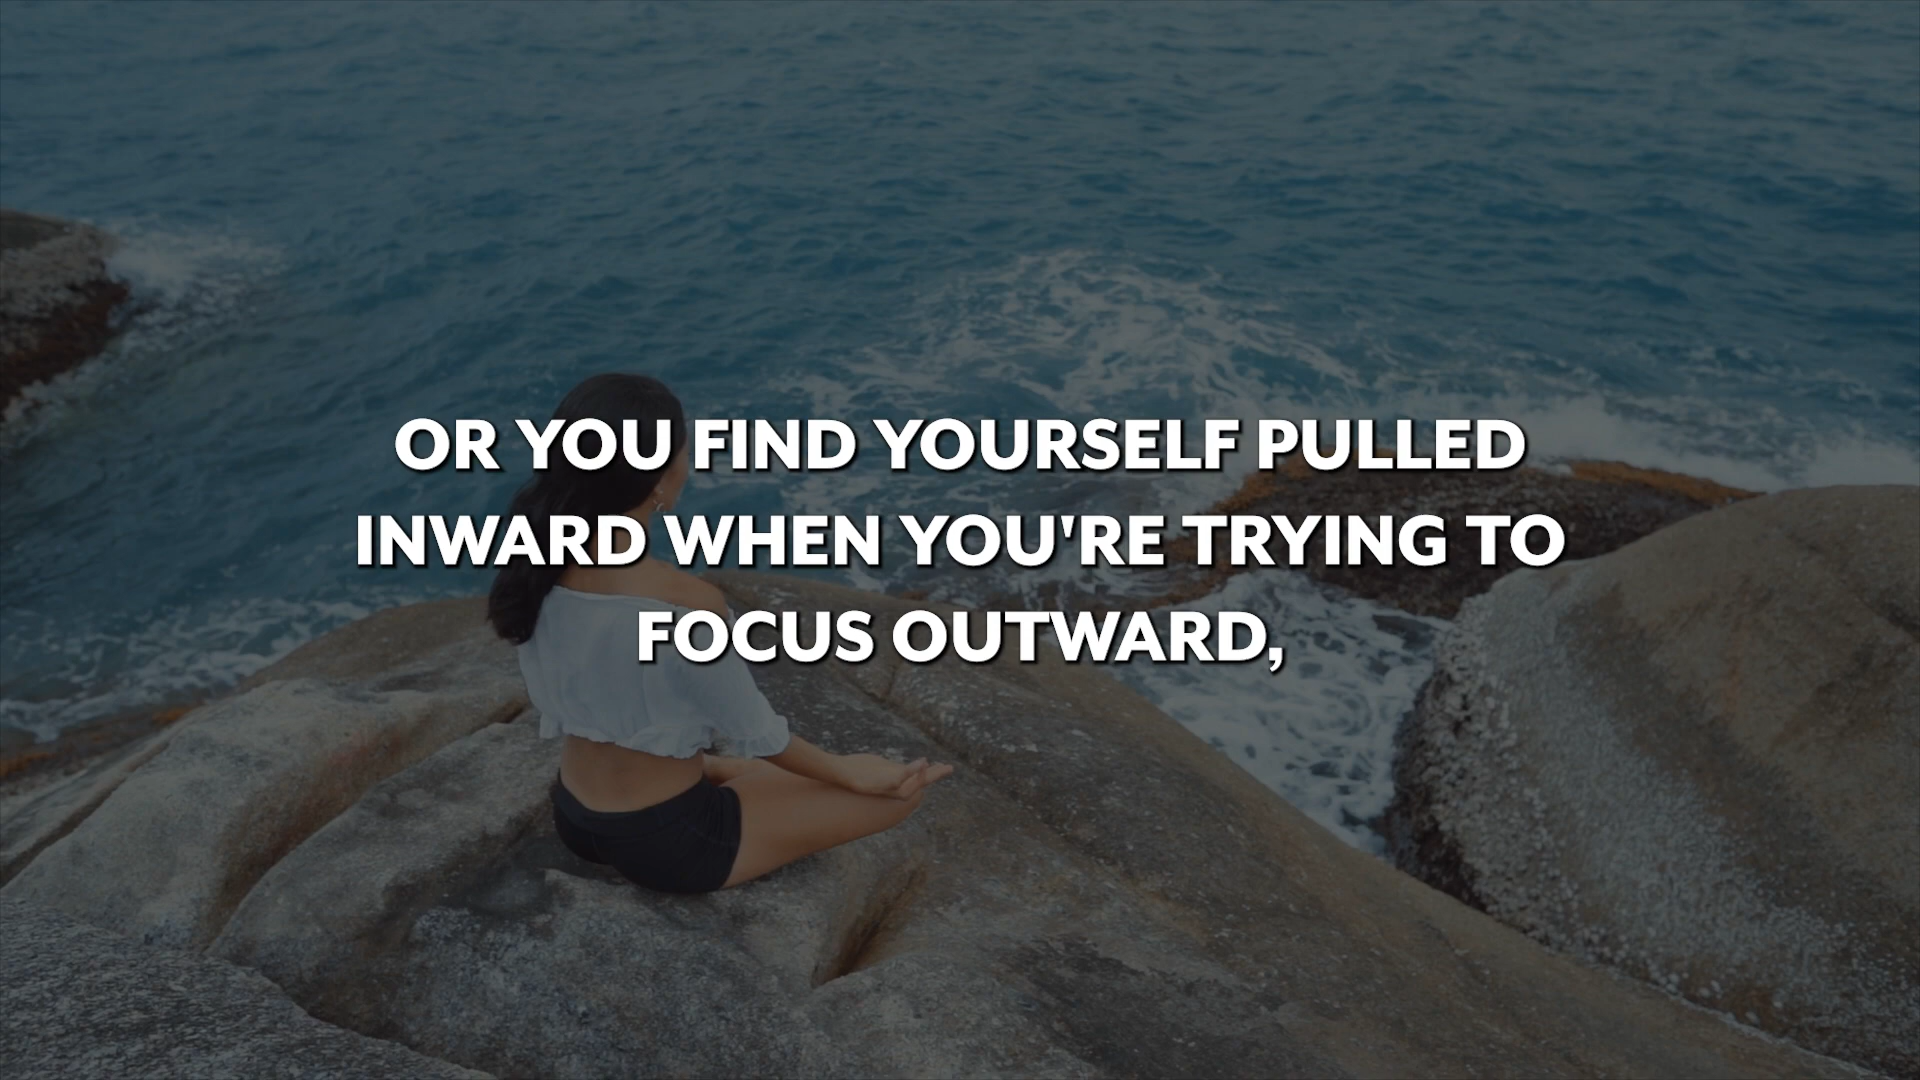 OR YOU FIND YOURSELF PULLED
INWARD WHEN YOU'RE TRYING TO
FOCUS OUTWARD,